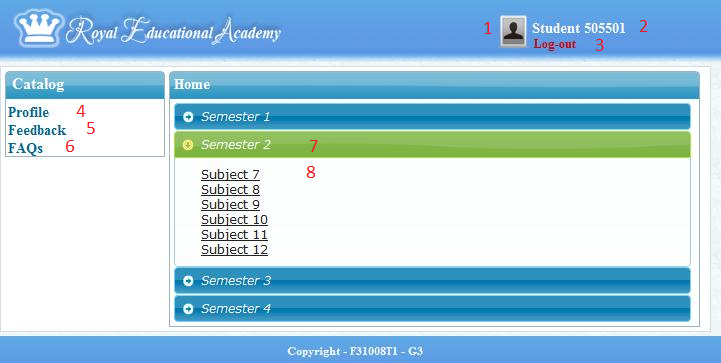 Royal Educational Academy
1
Student 505501
2
Log-out
3
Catalog
Profile
4
Feedback
5
FAQs
6
Home
Semester 1
Semester 2
7
Subject 7
8
Subject 8
Subject 9
Subject 10
Subject 11
Subject 12
Semester 3
Semester 4
Copyright - F31008T1 - G3